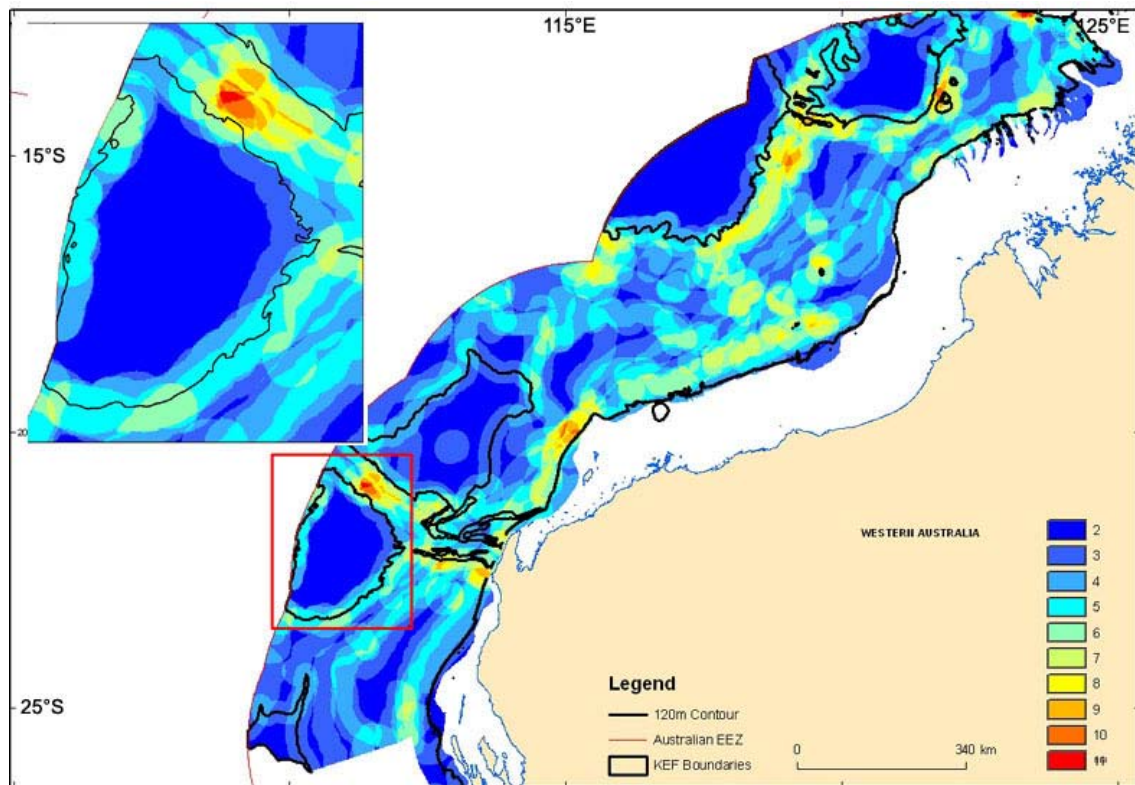 115°E
125°E
15°S
20
25°S
WESTERN AUSTRALIA
2
3
4
5
6
7
8
9
10
Legend
120m Contour
Australian EEZ
KEF Boundaries
0 340 km